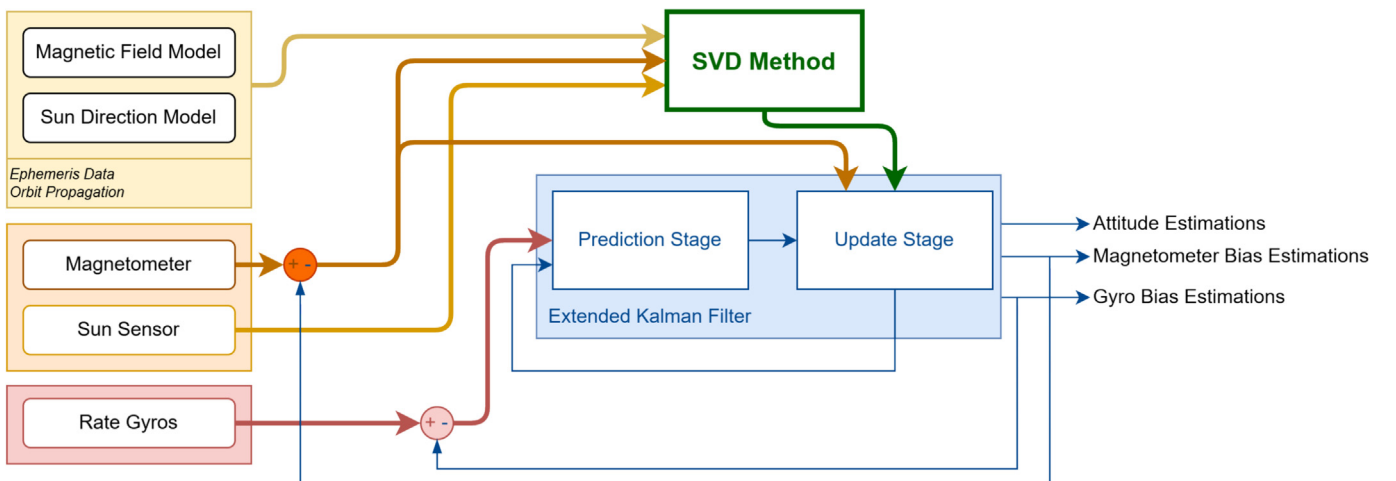 Magnetic Field Model
Sun Direction Model
Ephemeris Data
Orbit Propagation
SVD Method
Magnetometer
+ -
Sun Sensor
Prediction Stage
Update Stage
Extended Kalman Filter
Attitude Estimations
Magnetometer Bias Estimations
Gyro Bias Estimations
Rate Gyros
+ -